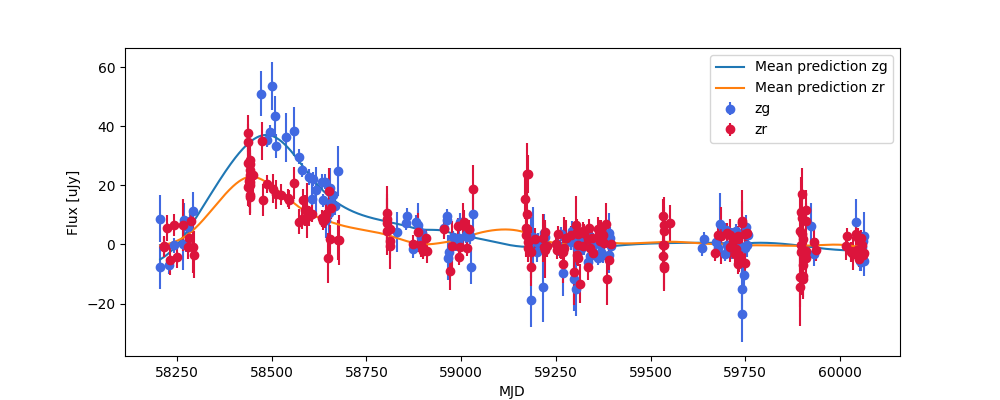 60
40
20
0
−20
Flux [uJy]
58250 58500 58750 59000 59250 59500 59750 60000
MJD
Mean prediction zg
Mean prediction zr
zg
zr